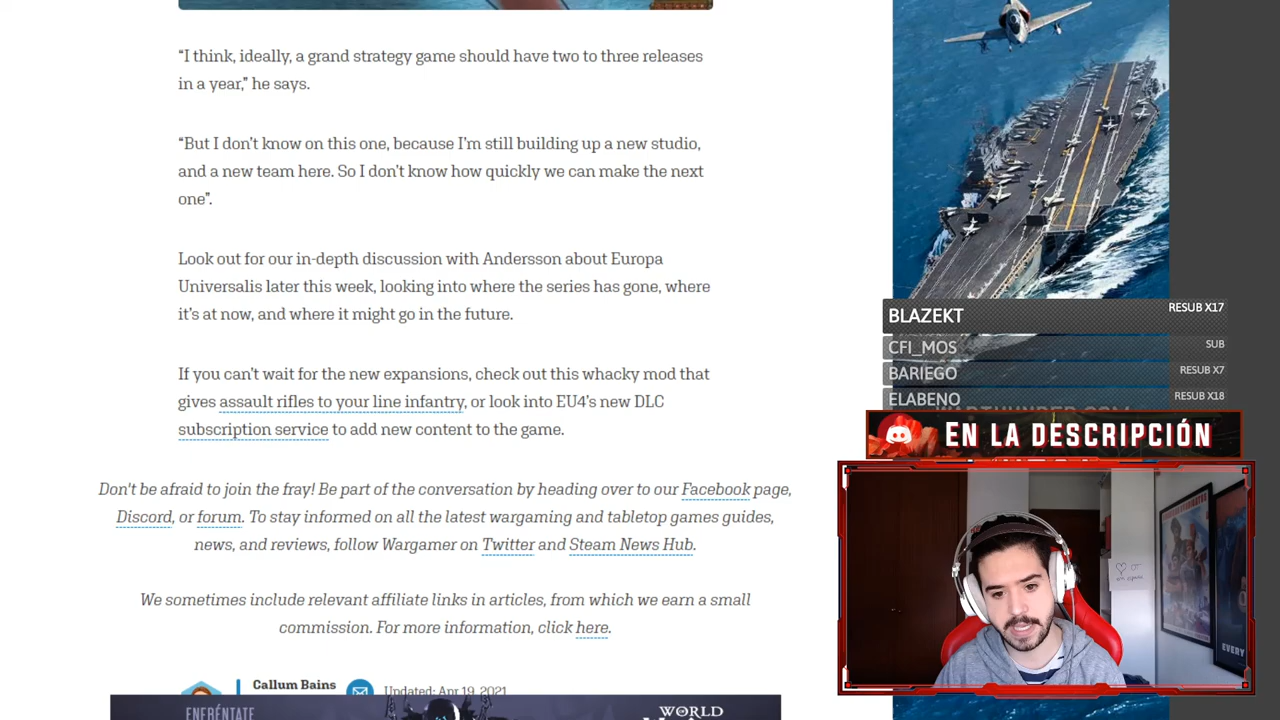 “I think, ideally, a grand strategy game should have two to three releases
in a year,” he says.
“But I don’t know on this one, because I’m still building up a new studio,
and a new team here. So I don’t know how quickly we can make the next
one”.
Look out for our in-depth discussion with Andersson about Europa
Universalis later this week, looking into where the series has gone, where
it’s at now, and where it might go in the future.
If you can’t wait for the new expansions, check out this whacky mod that
gives assault rifles to your line infantry, or look into EU4’s new DLC
subscription service to add new content to the game.
Don't be afraid to join the fray! Be part of the conversation by heading over to our Facebook page,
Discord, or forum. To stay informed on all the latest wargaming and tabletop games guides,
news, and reviews, follow Wargamer on Twitter and Steam News Hub.
We sometimes include relevant affiliate links in articles, from which we earn a small
commission. For more information, click here.
Callum Bains
Updated: Apr 19, 2021
ENFRÉNTATE
WORLD
BLAZEKT RESUB X17
CFI_MOS SUB
BARIEGO RESUB X7
ELABENO RESUB X18
EN LA DESCRIPCIÓN
EVERY